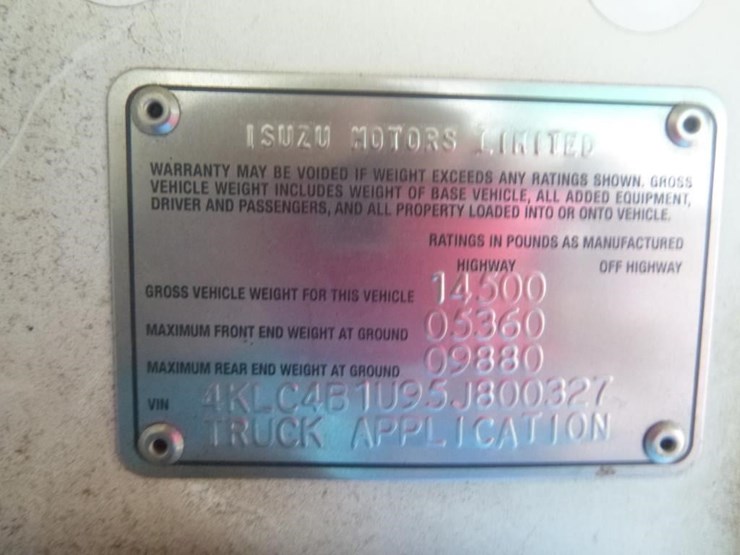 ISUZU MOTORS LIMITED
WARRANTY MAY BE VOIDED IF WEIGHT EXCEEDS ANY RATINGS SHOWN. GROSS
VEHICLE WEIGHT INCLUDES WEIGHT OF BASE VEHICLE, ALL ADDED EQUIPMENT,
DRIVER AND PASSENGERS, AND ALL PROPERTY LOADED INTO OR ONTO VEHICLE.
RATINGS IN POUNDS AS MANUFACTURED
HIGHWAY OFF HIGHWAY
GROSS VEHICLE WEIGHT FOR THIS VEHICLE 14500
MAXIMUM FRONT END WEIGHT AT GROUND 05360
MAXIMUM REAR END WEIGHT AT GROUND 09880
VIN 4KLC4B1U95J800327
TRUCK APPLICATION